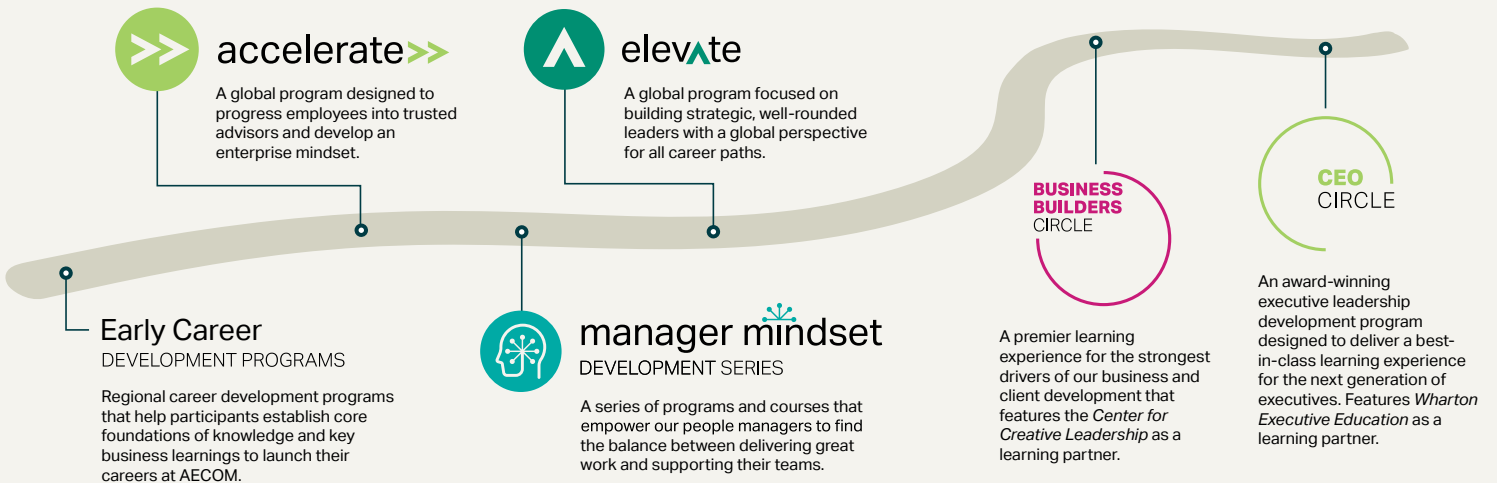 accelerate>>
A global program designed to
progress employees into trusted
advisors and develop an
enterprise mindset.
elevate
A global program focused on
building strategic, well-rounded
leaders with a global perspective
for all career paths.
Early Career
DEVELOPMENT PROGRAMS
Regional career development programs
that help participants establish core
foundations of knowledge and key
business learnings to launch their
careers at AECOM.
manager mindset
DEVELOPMENT SERIES
A series of programs and courses that
empower our people managers to find
the balance between delivering great
work and supporting their teams.
BUSINESS
BUILDERS
CIRCLE
A premier learning
experience for the strongest
drivers of our business and
client development that
features the Center for
Creative Leadership as a
learning partner.
CEO
CIRCLE
An award-winning
executive leadership
development program
designed to deliver a best-
in-class learning experience
for the next generation of
executives. Features Wharton
Executive Education as a
learning partner.